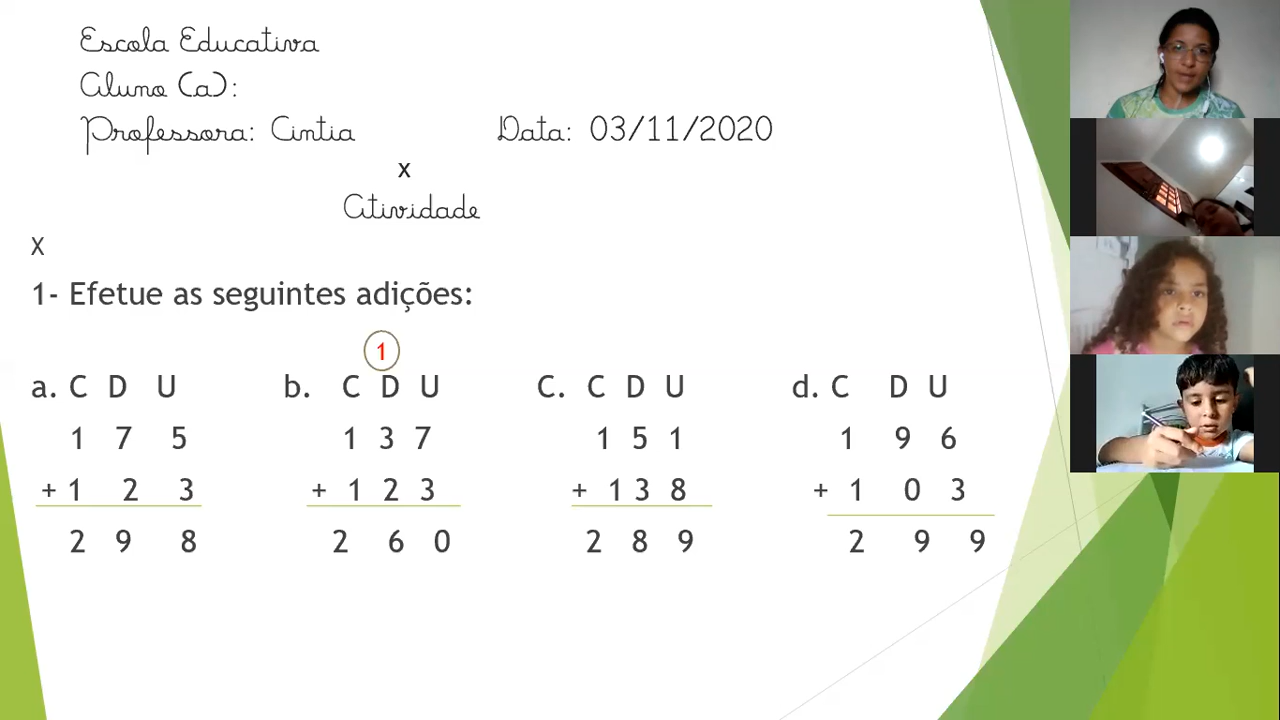 Escola Educativa
Aluno (a):
Professora: Cintia Data: 03/11/2020
x
Atividade
X
1- Efetue as seguintes adições:
1
a. C D U b. C D U C. C D U d. C D U
1 7 5 1 3 7 1 5 1 1 9 6
+ 1 2 3 + 1 2 3 + 1 3 8 + 1 0 3
2 9 8 2 6 0 2 8 9 2 9 9